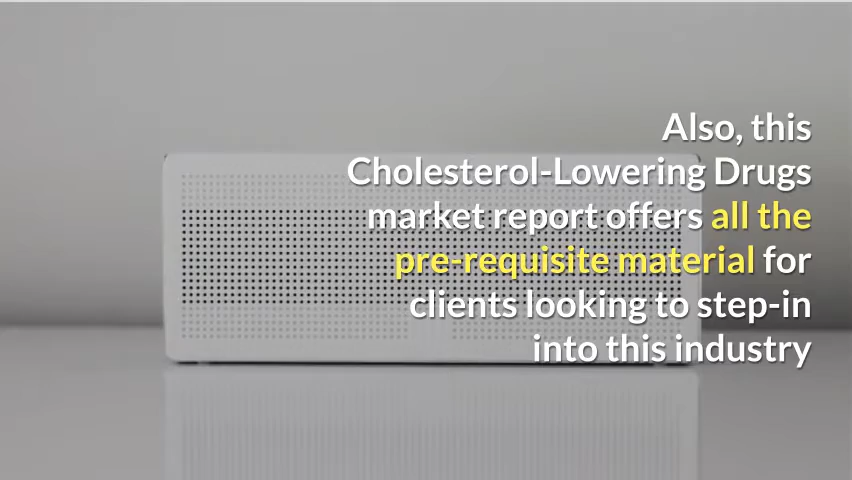 Also, this
Cholesterol-Lowering Drugs
market report offers all the
pre-requisite material for
clients looking to step-in
into this industry